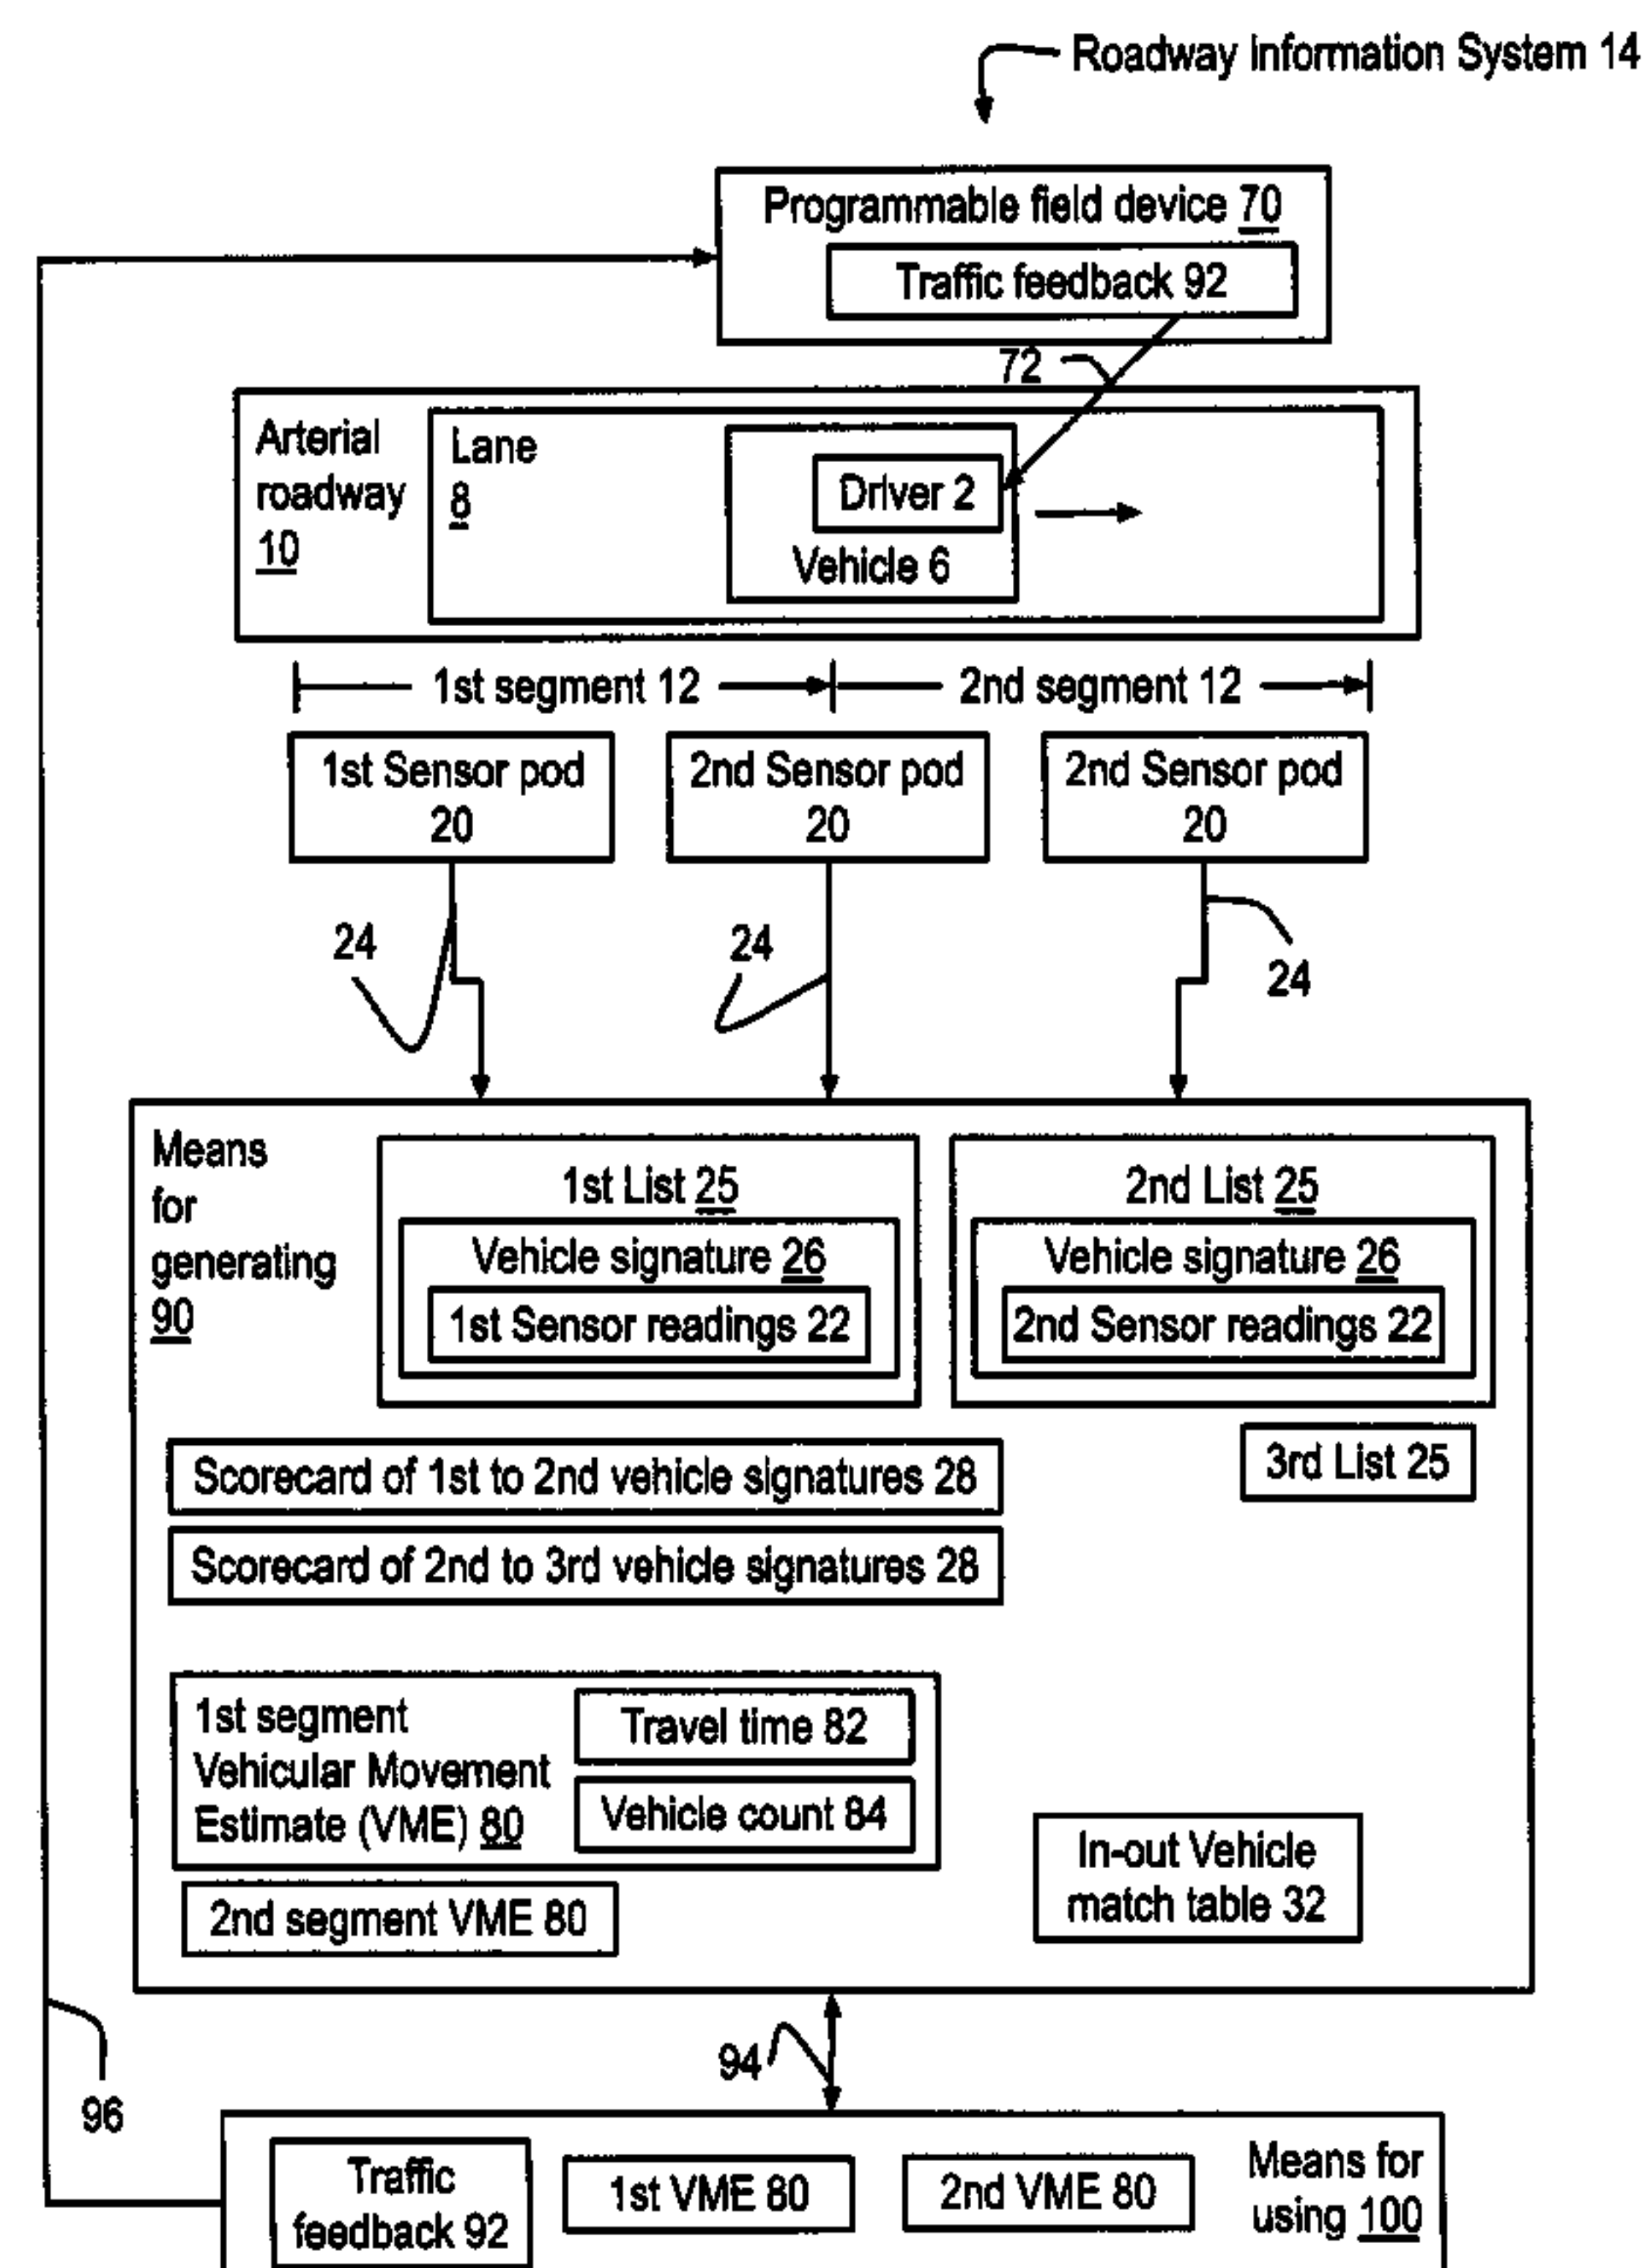 Roadway Information System 14
Programmable field device 70
Traffic feedback 92
72
Arterial
roadway
10
Lane
8
Driver 2
Vehicle 6
1st segment 12
2nd segment 12
1st Sensor pod
20
2nd Sensor pod
20
2nd Sensor pod
20
24
24
24
Means
for
generating
90
1st List 25
Vehicle signature 26
1st Sensor readings 22
2nd List 25
Vehicle signature 26
2nd Sensor readings 22
Scorecard of 1st to 2nd vehicle signatures 28
3rd List 25
Scorecard of 2nd to 3rd vehicle signatures 28
1st segment
Vehicular Movement
Estimate (VME) 80
Travel time 82
Vehicle count 84
In-out Vehicle
match table 32
2nd segment VME 80
94
96
Traffic
feedback 92
1st VME 80
2nd VME 80
Means for
using 100